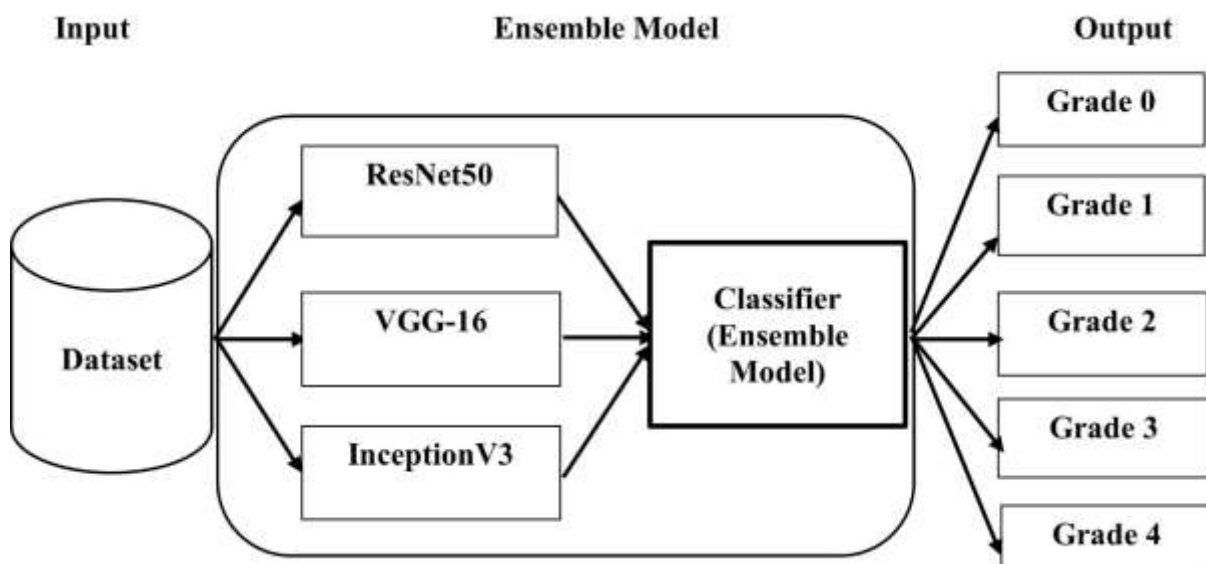 Input
Ensemble Model
Output
Dataset
ResNet50
VGG-16
InceptionV3
Classifier
(Ensemble
Model)
Grade 0
Grade 1
Grade 2
Grade 3
Grade 4